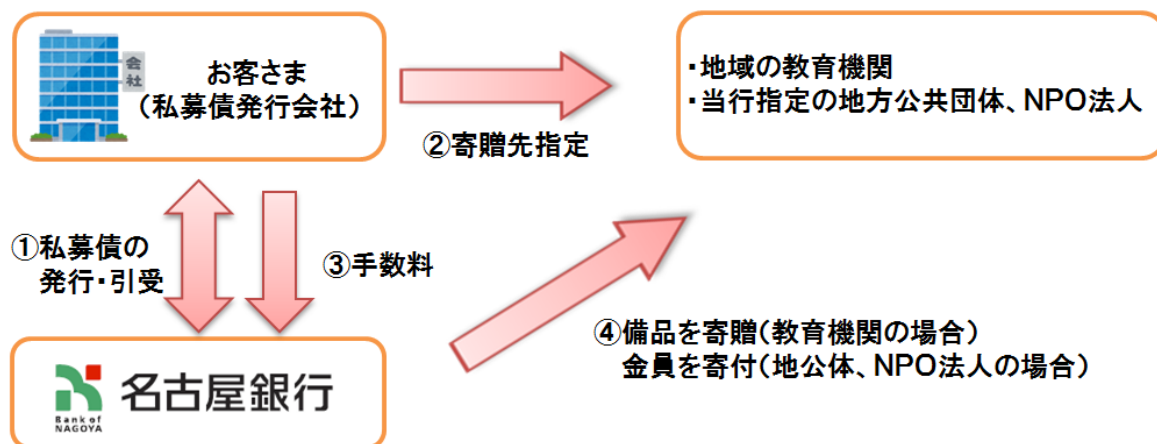 会
社
お客さま
（私募債発行会社）
・地域の教育機関
・当行指定の地方公共団体、NPO法人
②寄贈先指定
①私募債の
発行・引受
③手数料
④備品を寄贈（教育機関の場合）
金員を寄付（地公体、NPO法人の場合）
Bank of
NAGOYA
名古屋銀行